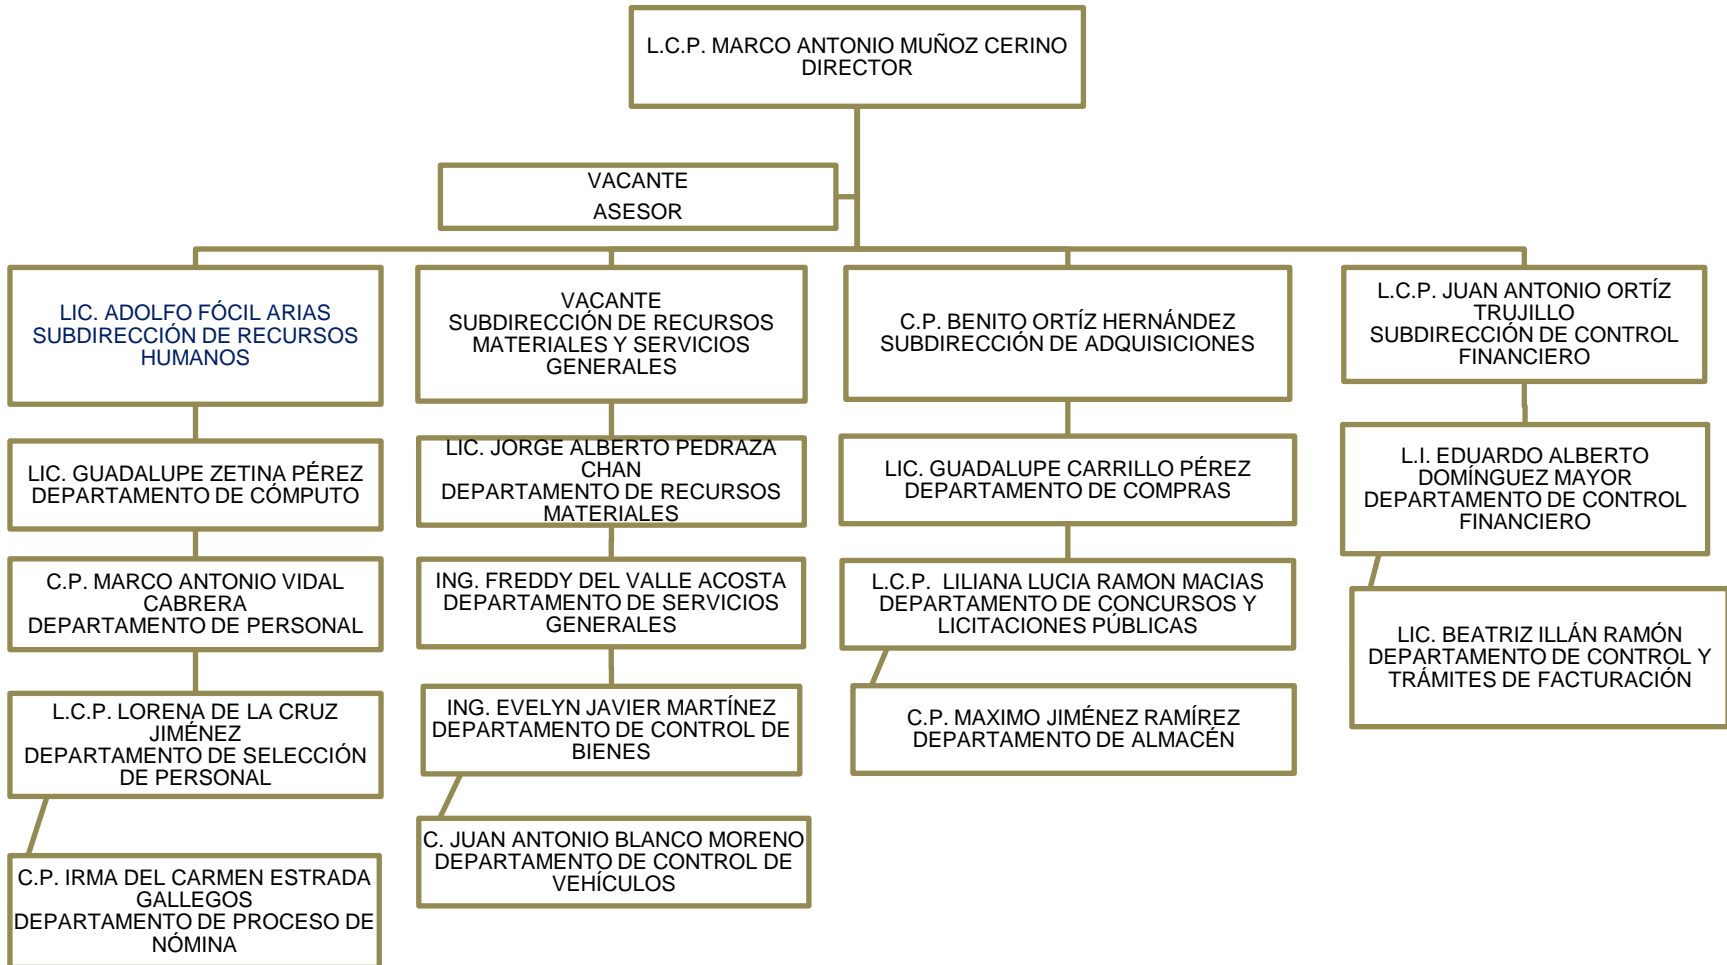 L.C.P. MARCO ANTONIO MUÑOZ CERINO
DIRECTOR
VACANTE
ASESOR
LIC. ADOLFO FÓCIL ARIAS
SUBDIRECCIÓN DE RECURSOS
HUMANOS
LIC. GUADALUPE ZETINA PÉREZ
DEPARTAMENTO DE CÓMPUTO
C.P. MARCO ANTONIO VIDAL
CABRERA
DEPARTAMENTO DE PERSONAL
L.C.P. LORENA DE LA CRUZ
JIMÉNEZ
DEPARTAMENTO DE SELECCIÓN
DE PERSONAL
C.P. IRMA DEL CARMEN ESTRADA
GALLEGOS
DEPARTAMENTO DE PROCESO DE
NÓMINA
VACANTE
SUBDIRECCIÓN DE RECURSOS
MATERIALES Y SERVICIOS
GENERALES
LIC. JORGE ALBERTO PEDRAZA
CHAN
DEPARTAMENTO DE RECURSOS
MATERIALES
ING. FREDDY DEL VALLE ACOSTA
DEPARTAMENTO DE SERVICIOS
GENERALES
ING. EVELYN JAVIER MARTÍNEZ
DEPARTAMENTO DE CONTROL DE
BIENES
C. JUAN ANTONIO BLANCO MORENO
DEPARTAMENTO DE CONTROL DE
VEHÍCULOS
C.P. BENITO ORTÍZ HERNÁNDEZ
SUBDIRECCIÓN DE ADQUISICIONES
LIC. GUADALUPE CARRILLO PÉREZ
DEPARTAMENTO DE COMPRAS
L.C.P. LILIANA LUCIA RAMON MACIAS
DEPARTAMENTO DE CONCURSOS Y
LICITACIONES PÚBLICAS
C.P. MAXIMO JIMÉNEZ RAMÍREZ
DEPARTAMENTO DE ALMACÉN
L.C.P. JUAN ANTONIO ORTÍZ
TRUJILLO
SUBDIRECCIÓN DE CONTROL
FINANCIERO
L.I. EDUARDO ALBERTO
DOMÍNGUEZ MAYOR
DEPARTAMENTO DE CONTROL
FINANCIERO
LIC. BEATRIZ ILLÁN RAMÓN
DEPARTAMENTO DE CONTROL Y
TRÁMITES DE FACTURACIÓN